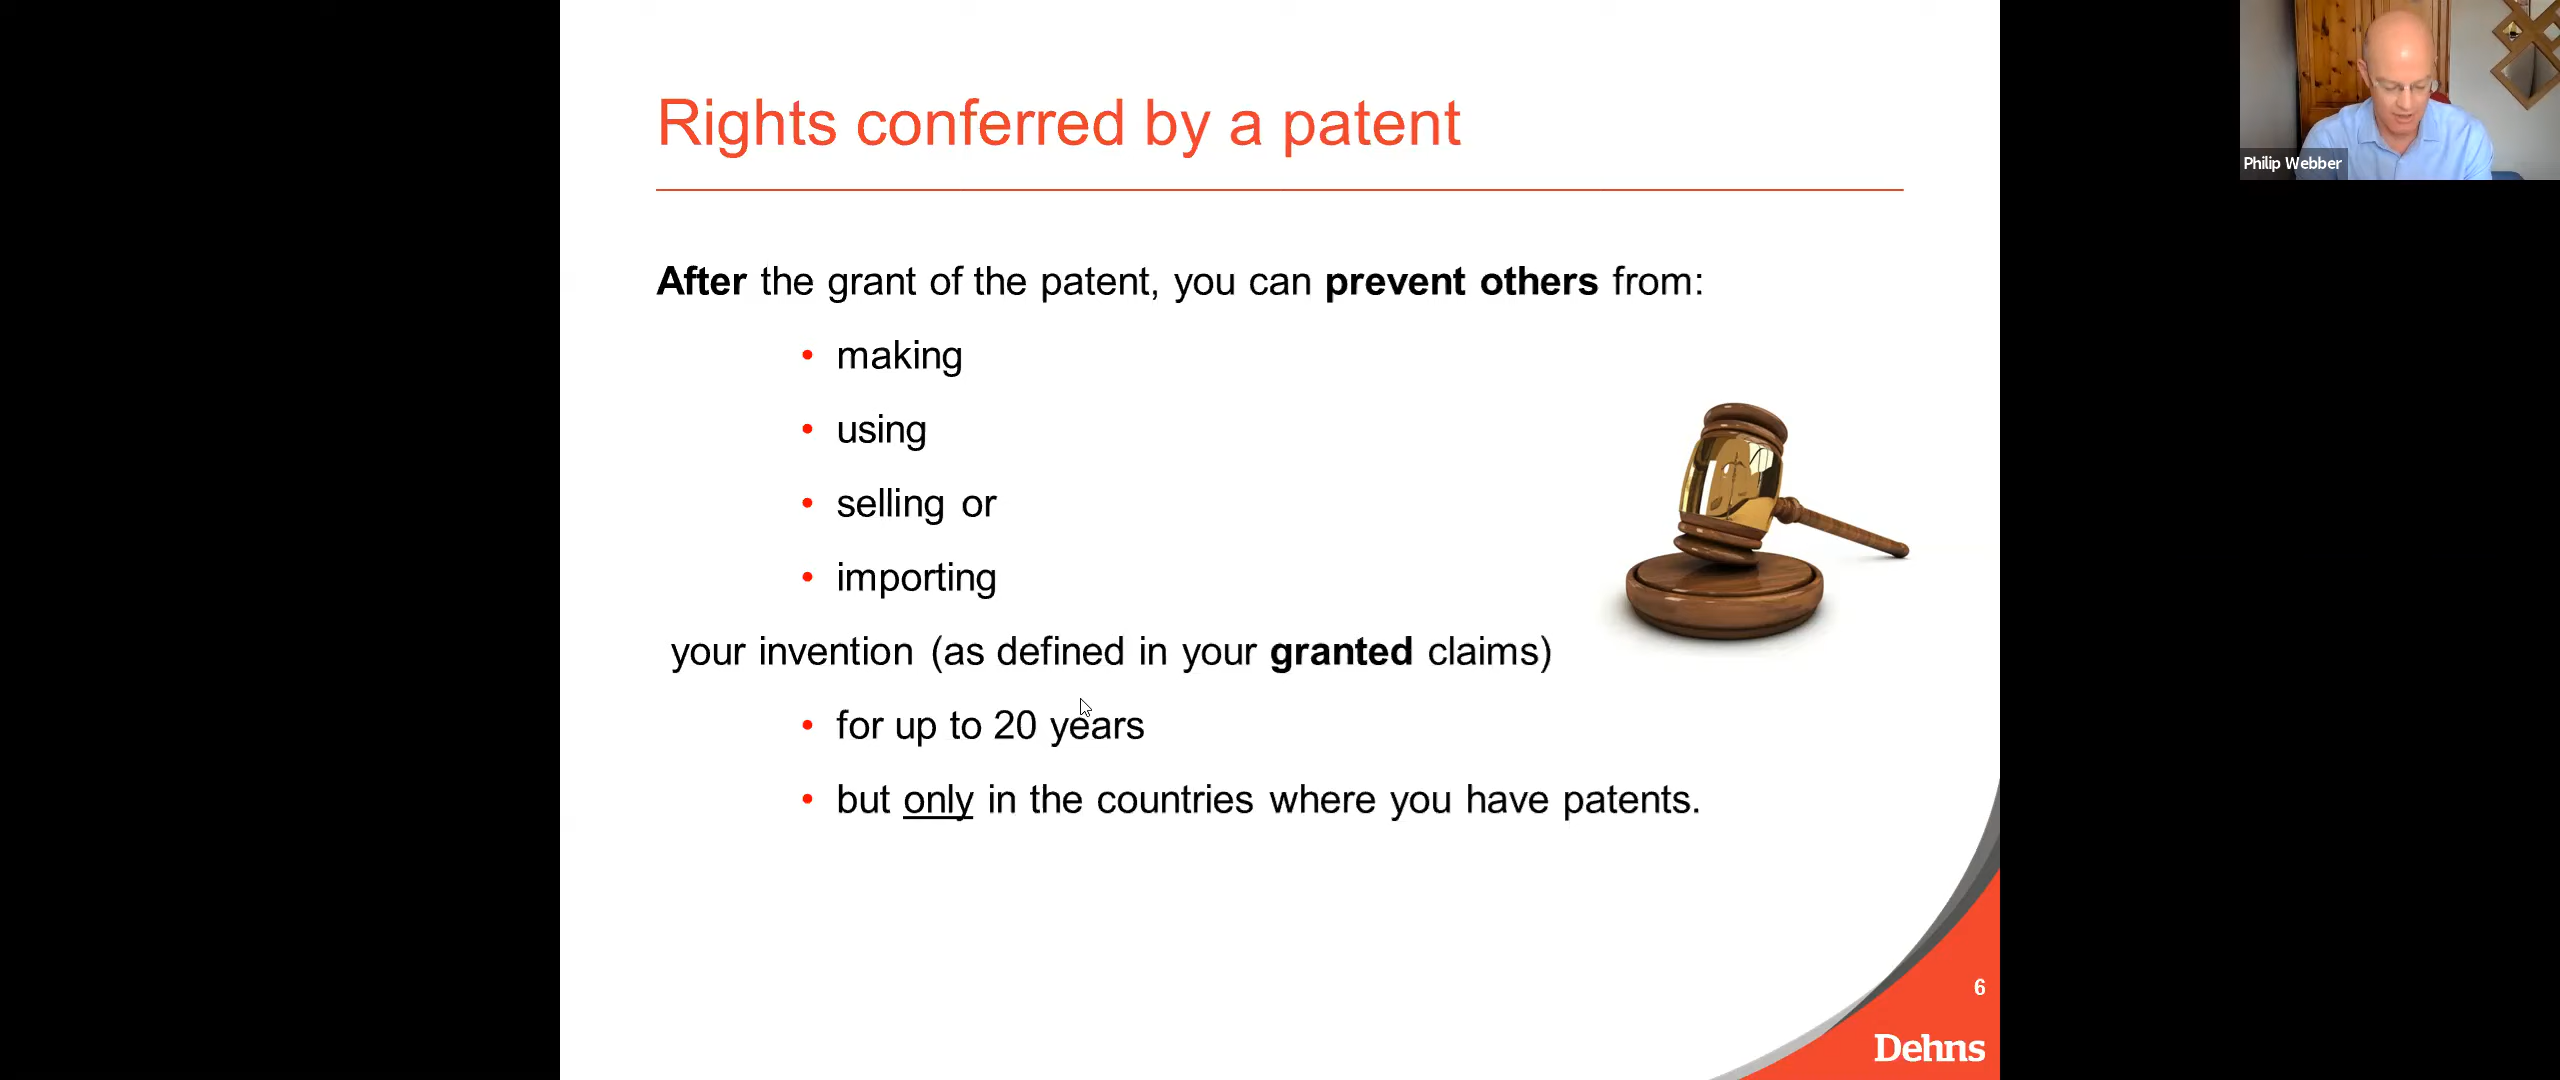 Rights conferred by a patent
Philip Webber
After the grant of the patent, you can prevent others from:
• making
• using
• selling or
• importing
your invention (as defined in your granted claims)
• for up to 20 years
• but only in the countries where you have patents.
6
Dehns